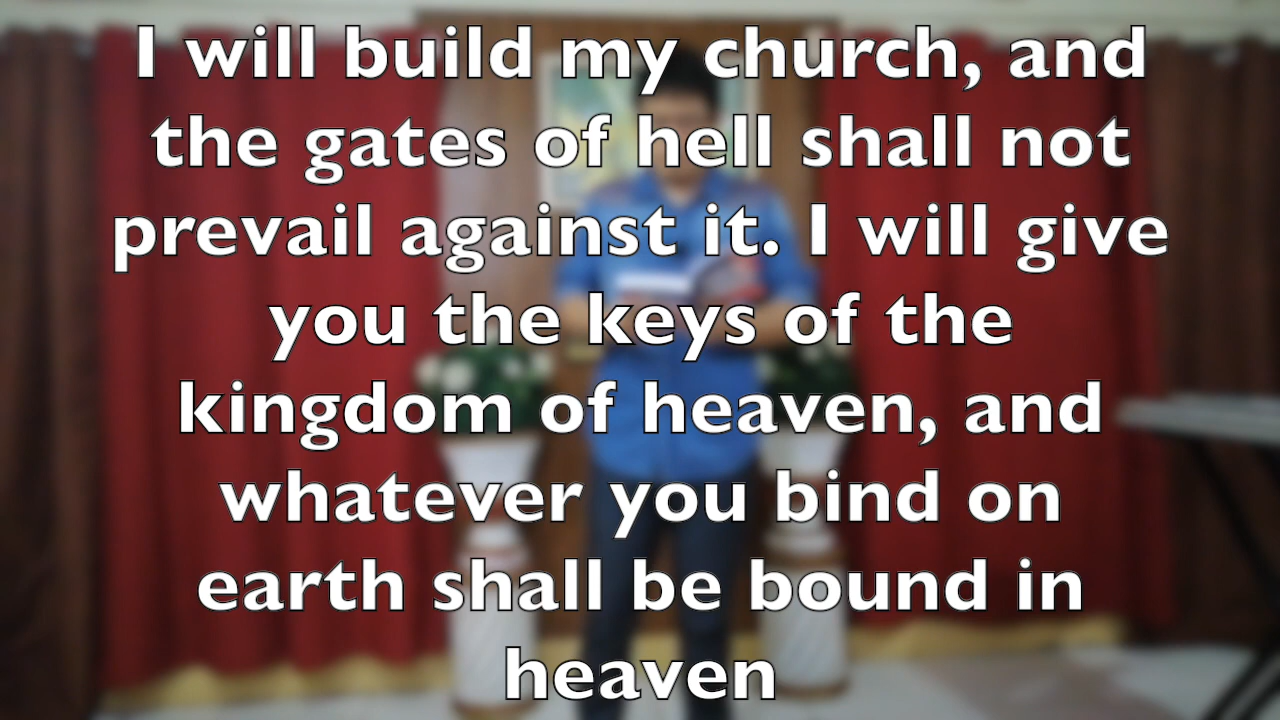 I will build my church, and
the gates of hell shall not
prevail against it. I will give
you the keys of the
kingdom of heaven, and
whatever you bind on
earth shall be bound in
heaven